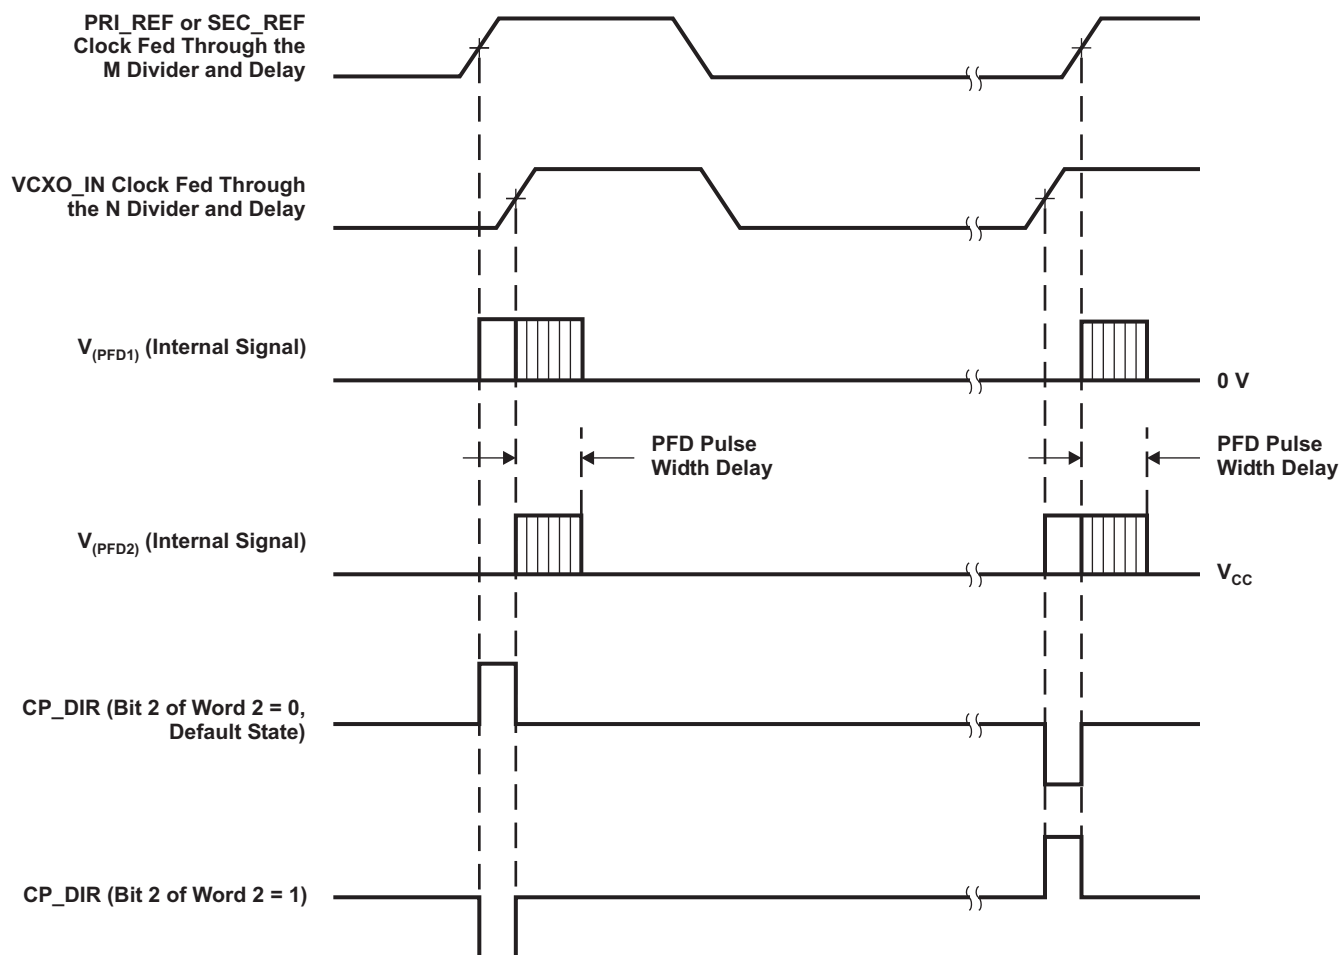 PRI_REF or SEC_REF
Clock Fed Through the
M Divider and Delay
VCXO_IN Clock Fed Through
the N Divider and Delay
V(PFD1) (Internal Signal)
0 V
PFD Pulse
Width Delay
PFD Pulse
Width Delay
V(PFD2) (Internal Signal)
VCC
CP_DIR (Bit 2 of Word 2 = 0,
Default State)
CP_DIR (Bit 2 of Word 2 = 1)